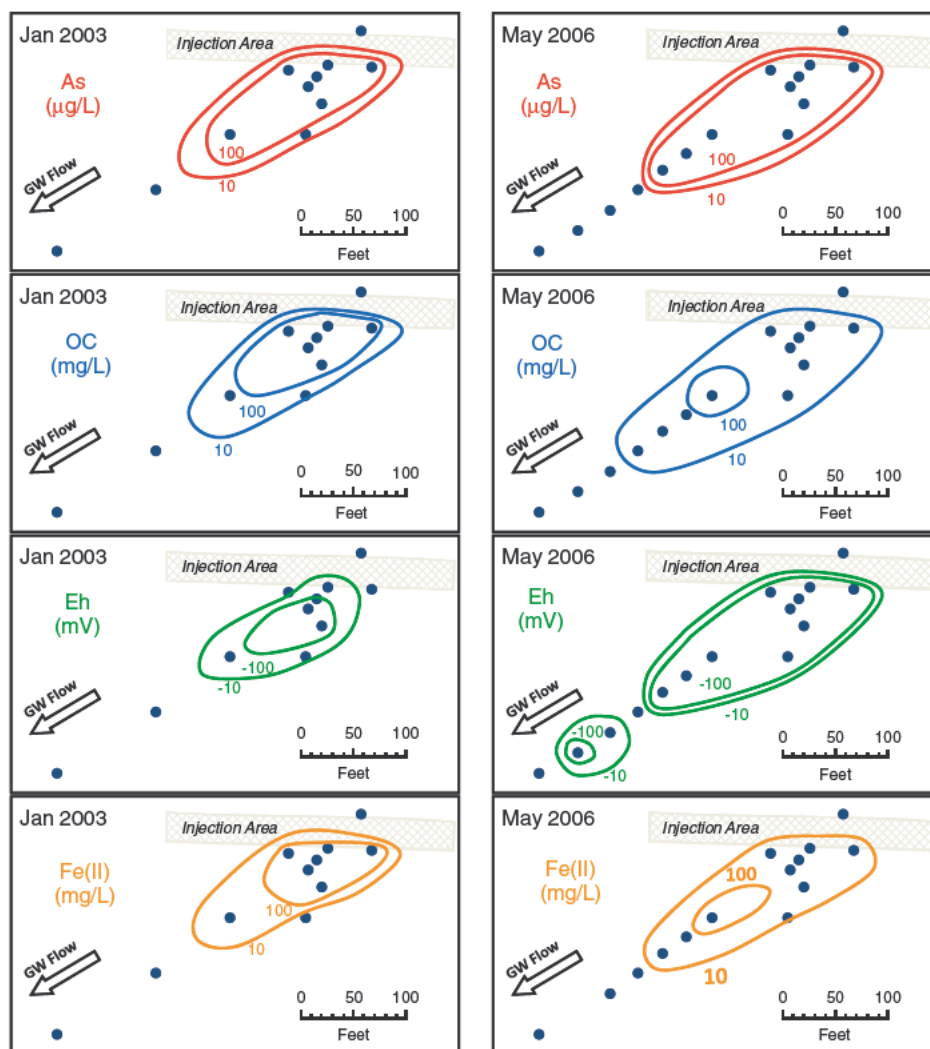 Jan 2003
Injection Area
As
(µg/L)
100
10
GW Flow
0 50 100
Feet
May 2006
Injection Area
As
(µg/L)
100
10
GW Flow
0 50 100
Feet
Jan 2003
Injection Area
OC
(mg/L)
100
10
GW Flow
0 50 100
Feet
May 2006
Injection Area
OC
(mg/L)
100
10
GW Flow
0 50 100
Feet
Jan 2003
Injection Area
Eh
(mV)
-100
-10
GW Flow
0 50 100
Feet
May 2006
Injection Area
Eh
(mV)
-100
-10
GW Flow
-100
-10
0 50 100
Feet
Jan 2003
Injection Area
Fe(II)
(mg/L)
100
10
GW Flow
0 50 100
Feet
May 2006
Injection Area
Fe(II)
(mg/L)
100
10
GW Flow
0 50 100
Feet